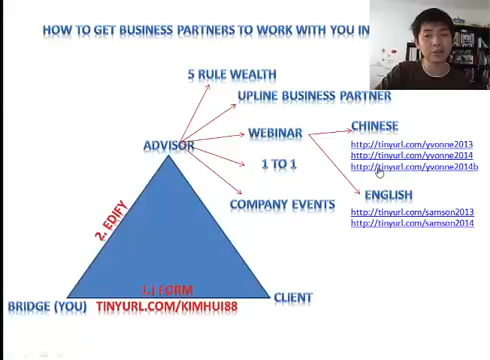 HOW TO GET BUSINESS PARTNERS TO WORK WITH YOU IN
5 RULE WEALTH
UPLINE BUSINESS PARTNER
ADVISOR
WEBINAR
CHINESE
http://tinyurl.com/yvonne2013
http://tinyurl.com/yvonne2014
http://tinyurl.com/yvonne2014b
1 TO 1
ENGLISH
http://tinyurl.com/samson2013
http://tinyurl.com/samson2014
COMPANY EVENTS
2. EDIFY
FORM
BRIDGE (YOU)
TINYURL.COM/KIMHUI88
CLIENT